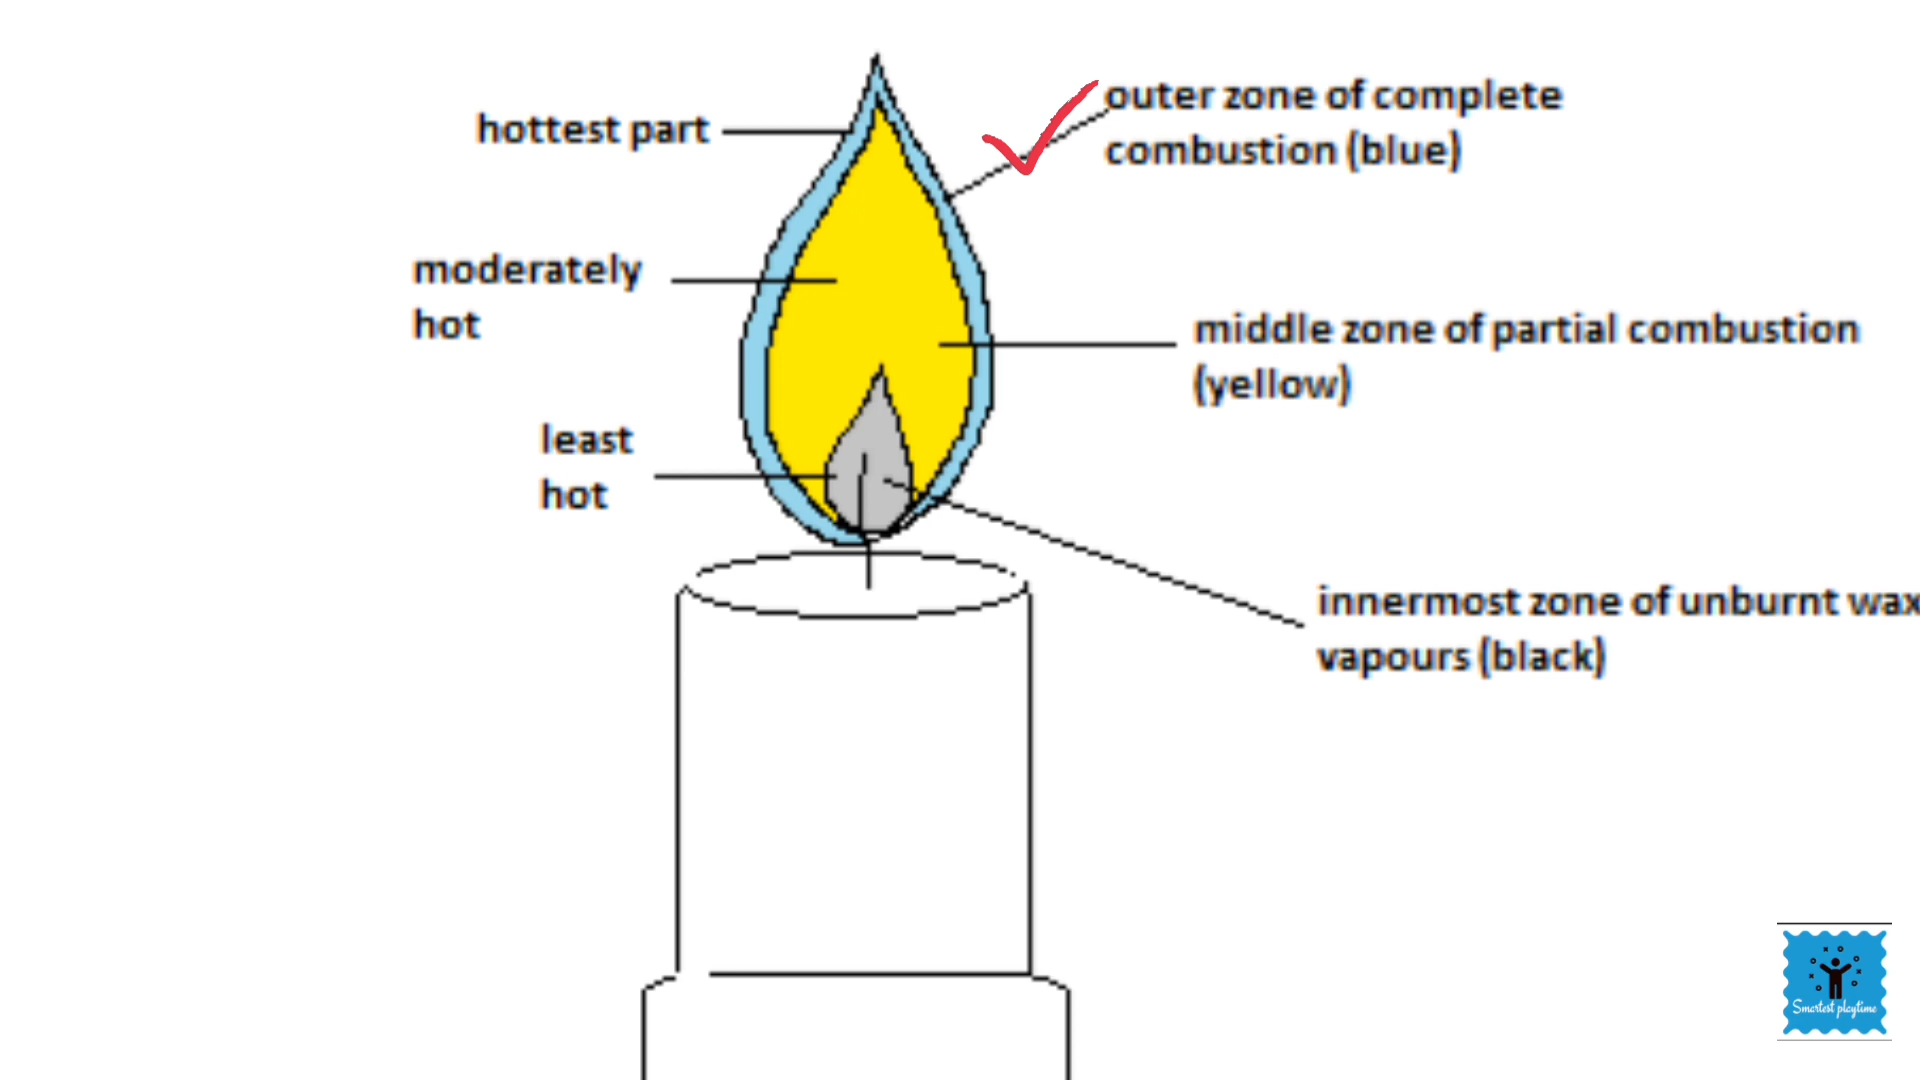 hottest part
outer zone of complete
combustion (blue)
moderately
hot
middle zone of partial combustion
(yellow)
least
hot
innermost zone of unburnt wax
vapours (black)
Smartest playtime